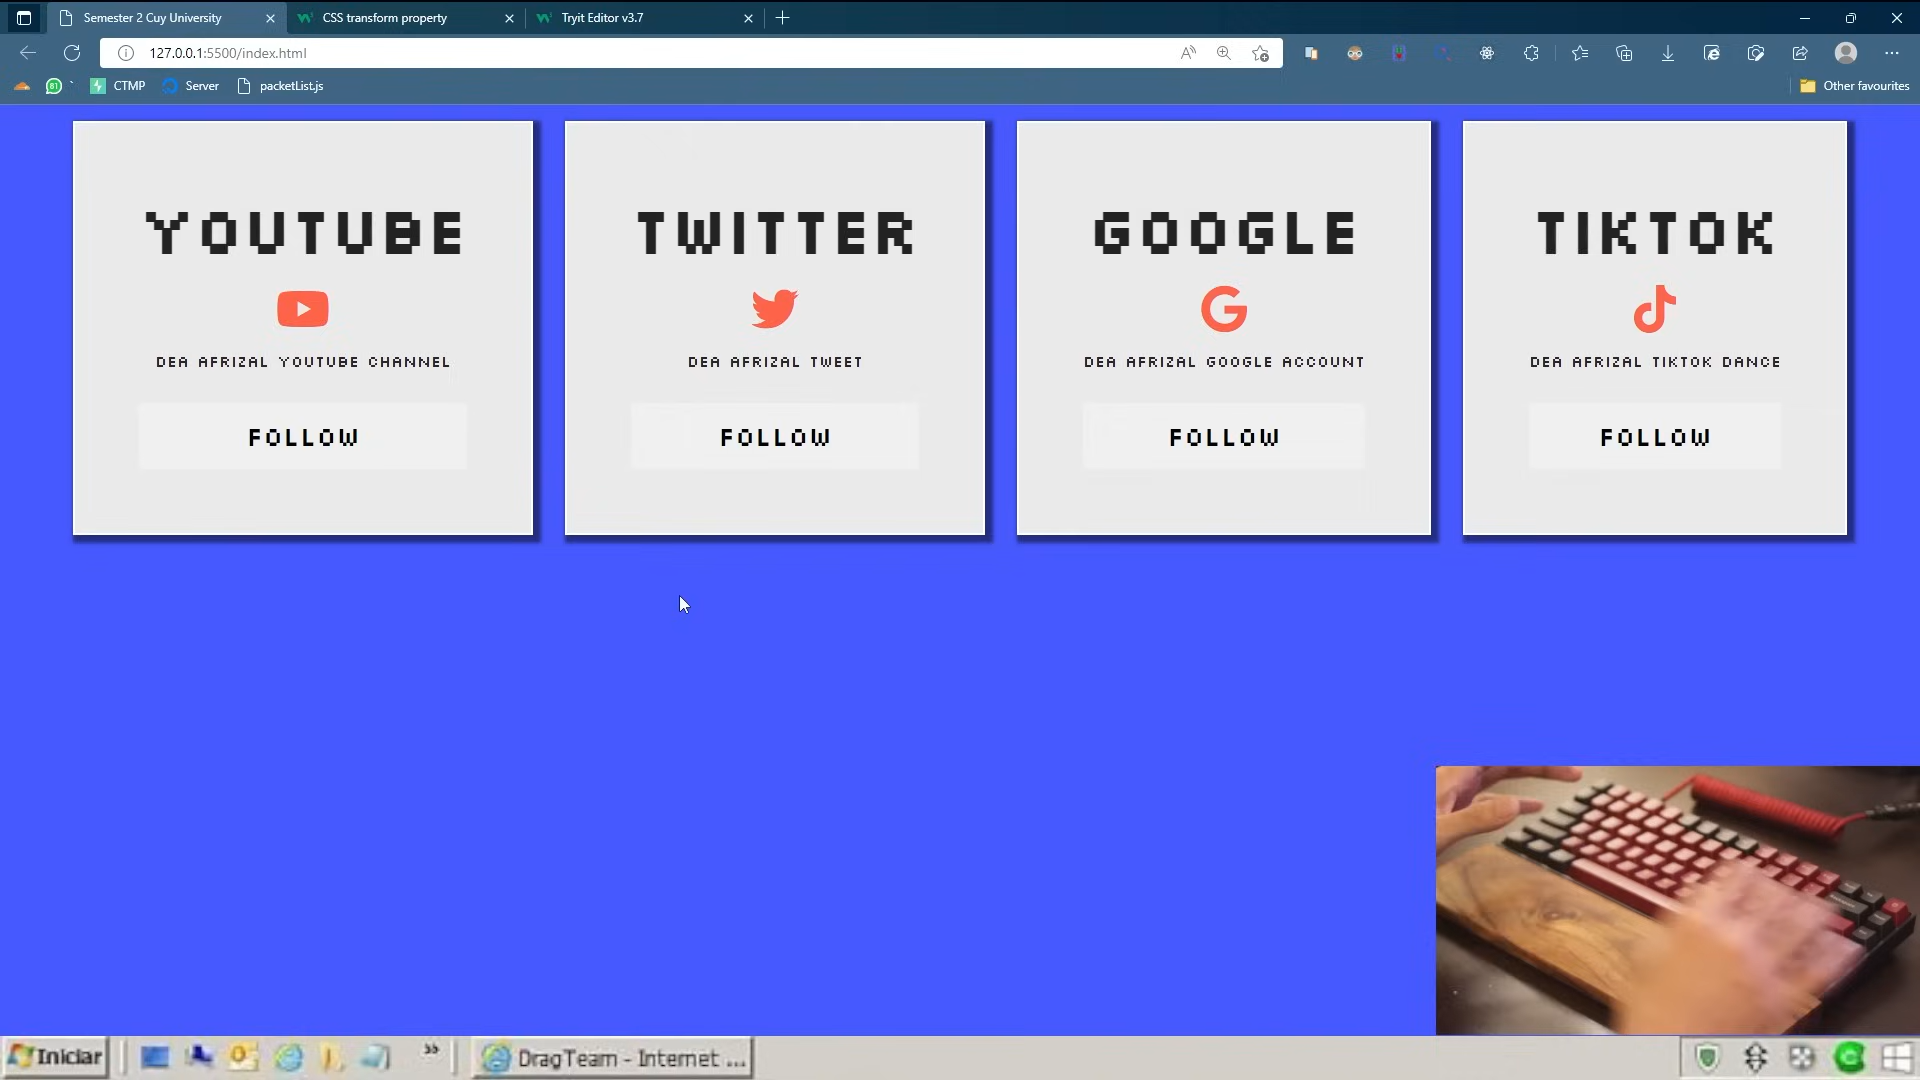 Semester 2 Cuy University
CSS transform property
Tryit Editor v3.7
127.0.0.1:5500/index.html
81
CTMP
Server
packetList.js
Other favourites
YOUTUBE
TWITTER
GOOGLE
TIKTOK
DEA AFRIZAL YOUTUBE CHANNEL
DEA AFRIZAL TWEET
DEA AFRIZAL GOOGLE ACCOUNT
DEA AFRIZAL TIKTOK DANCE
FOLLOW
FOLLOW
FOLLOW
FOLLOW
Iniciar
DragTeam - Internet ...